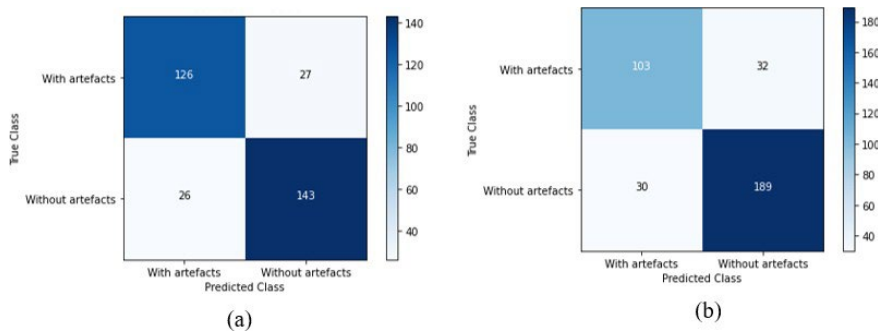 With artefacts
126
27
True Class
Without artefacts
26
143
With artefacts
Without artefacts
Predicted Class
140
120
100
80
60
40
(a)
With artefacts
103
32
True Class
Without artefacts
30
189
With artefacts
Without artefacts
Predicted Class
180
160
140
120
100
80
60
40
(b)